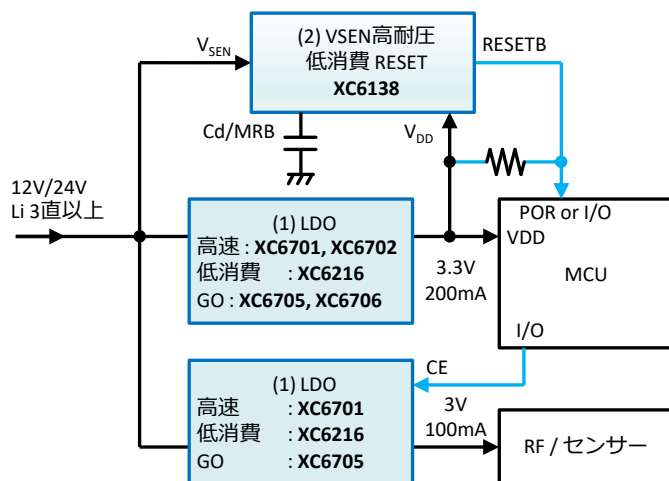 (2) VSEN高耐圧
低消費 RESET
XC6138
VSEN
RESETB
Cd/MRB
VDD
12V/24V
Li 3直以上
(1) LDO
高速 : XC6701, XC6702
低消費 : XC6216
GO : XC6705, XC6706
3.3V
200mA
POR or I/O
VDD
MCU
I/O
CE
(1) LDO
高速 : XC6701
低消費 : XC6216
GO : XC6705
3V
100mA
RF / センサー